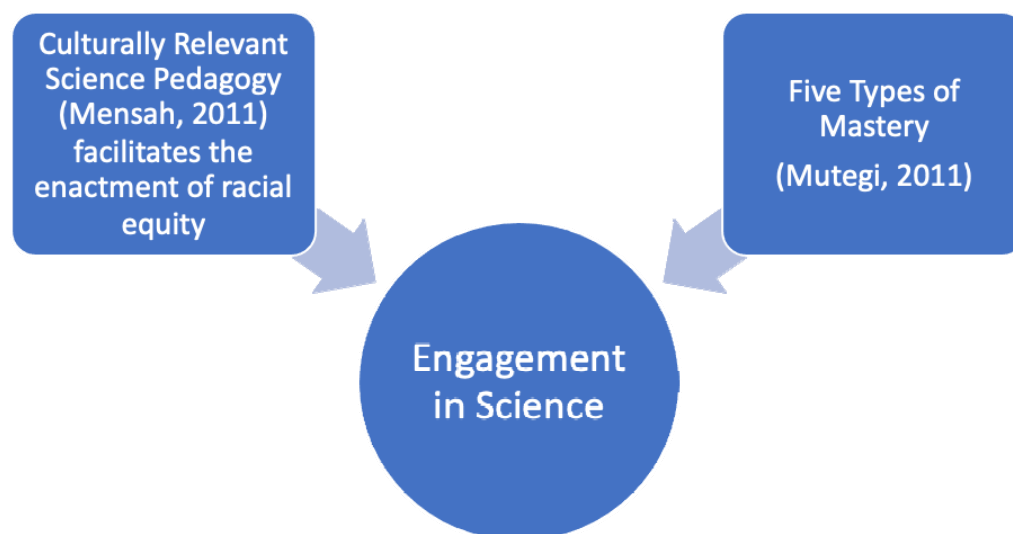 Culturally Relevant
Science Pedagogy
(Mensah, 2011)
facilitates the
enactment of racial
equity
Five Types of
Mastery
(Mutegi, 2011)
Engagement
in Science